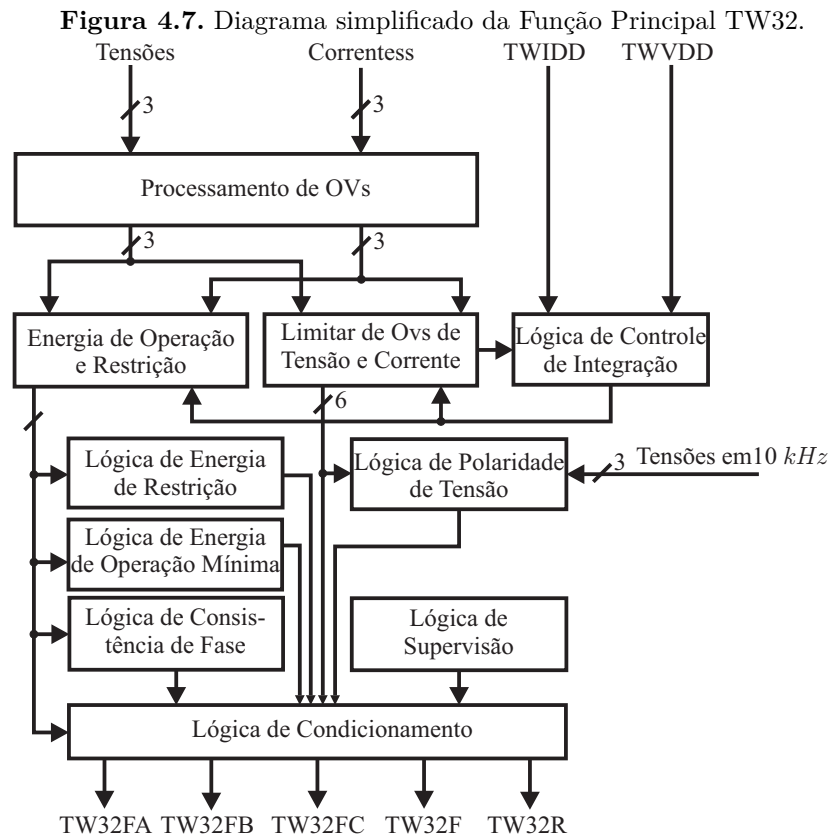 Figura 4.7. Diagrama simplificado da Função Principal TW32.
Tensões
Correntess
TWIDD
TWVDD
3
3
Processamento de OVs
3
3
Energia de Operação
e Restrição
Limitar de Ovs de
Tensão e Corrente
Lógica de Controle
de Integração
6
Lógica de Energia
de Restrição
Lógica de Polaridade
de Tensão
3
Tensões em10 kHz
Lógica de Energia
de Operação Mínima
Lógica de Consis-
tência de Fase
Lógica de
Supervisão
Lógica de Condicionamento
TW32FA
TW32FB
TW32FC
TW32F
TW32R